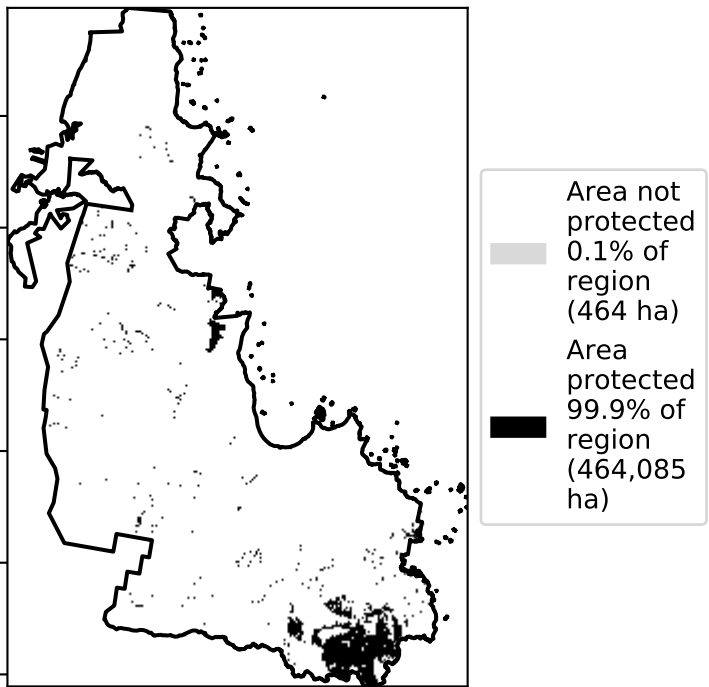 Area not
protected
0.1% of
region
(464 ha)
Area
protected
99.9% of
region
(464,085
ha)